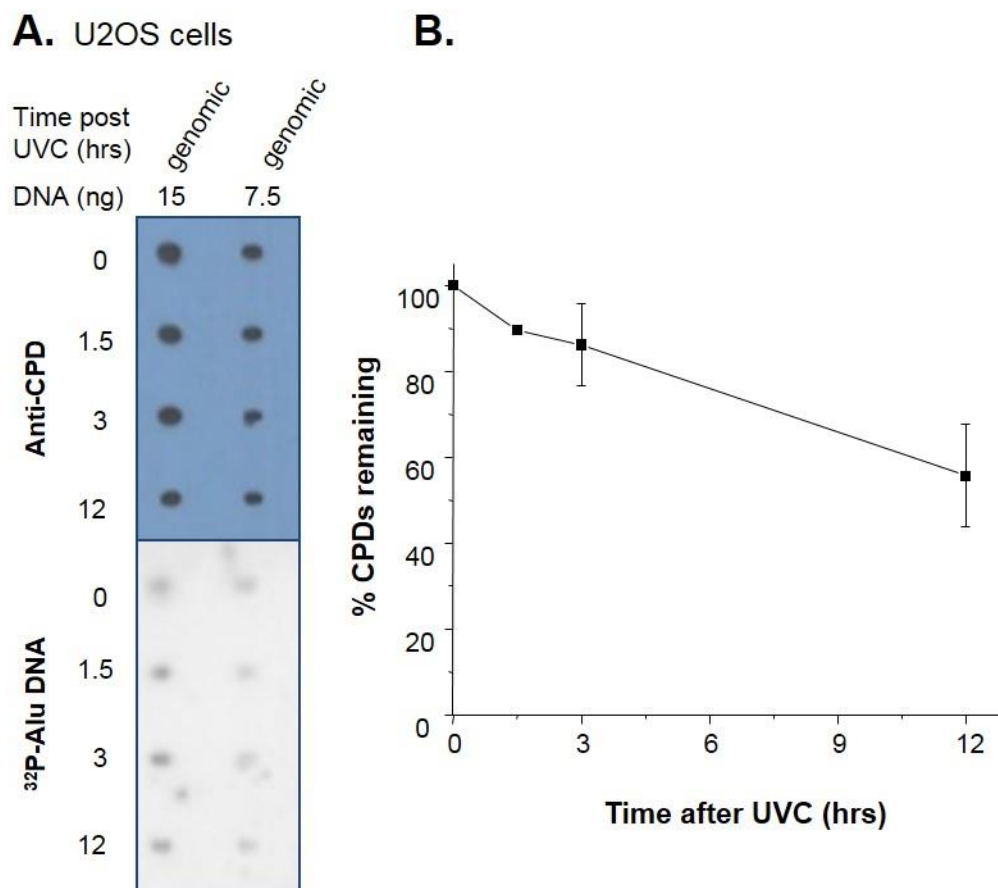 A. U2OS cells
Time post
UVC (hrs)
genomic
genomic
DNA (ng)
15
7.5
Anti-CPD
0
1.5
3
12
³²P-Alu DNA
0
1.5
3
12
B.
% CPDs remaining
100
80
60
40
20
0
0
3
6
9
12
Time after UVC (hrs)